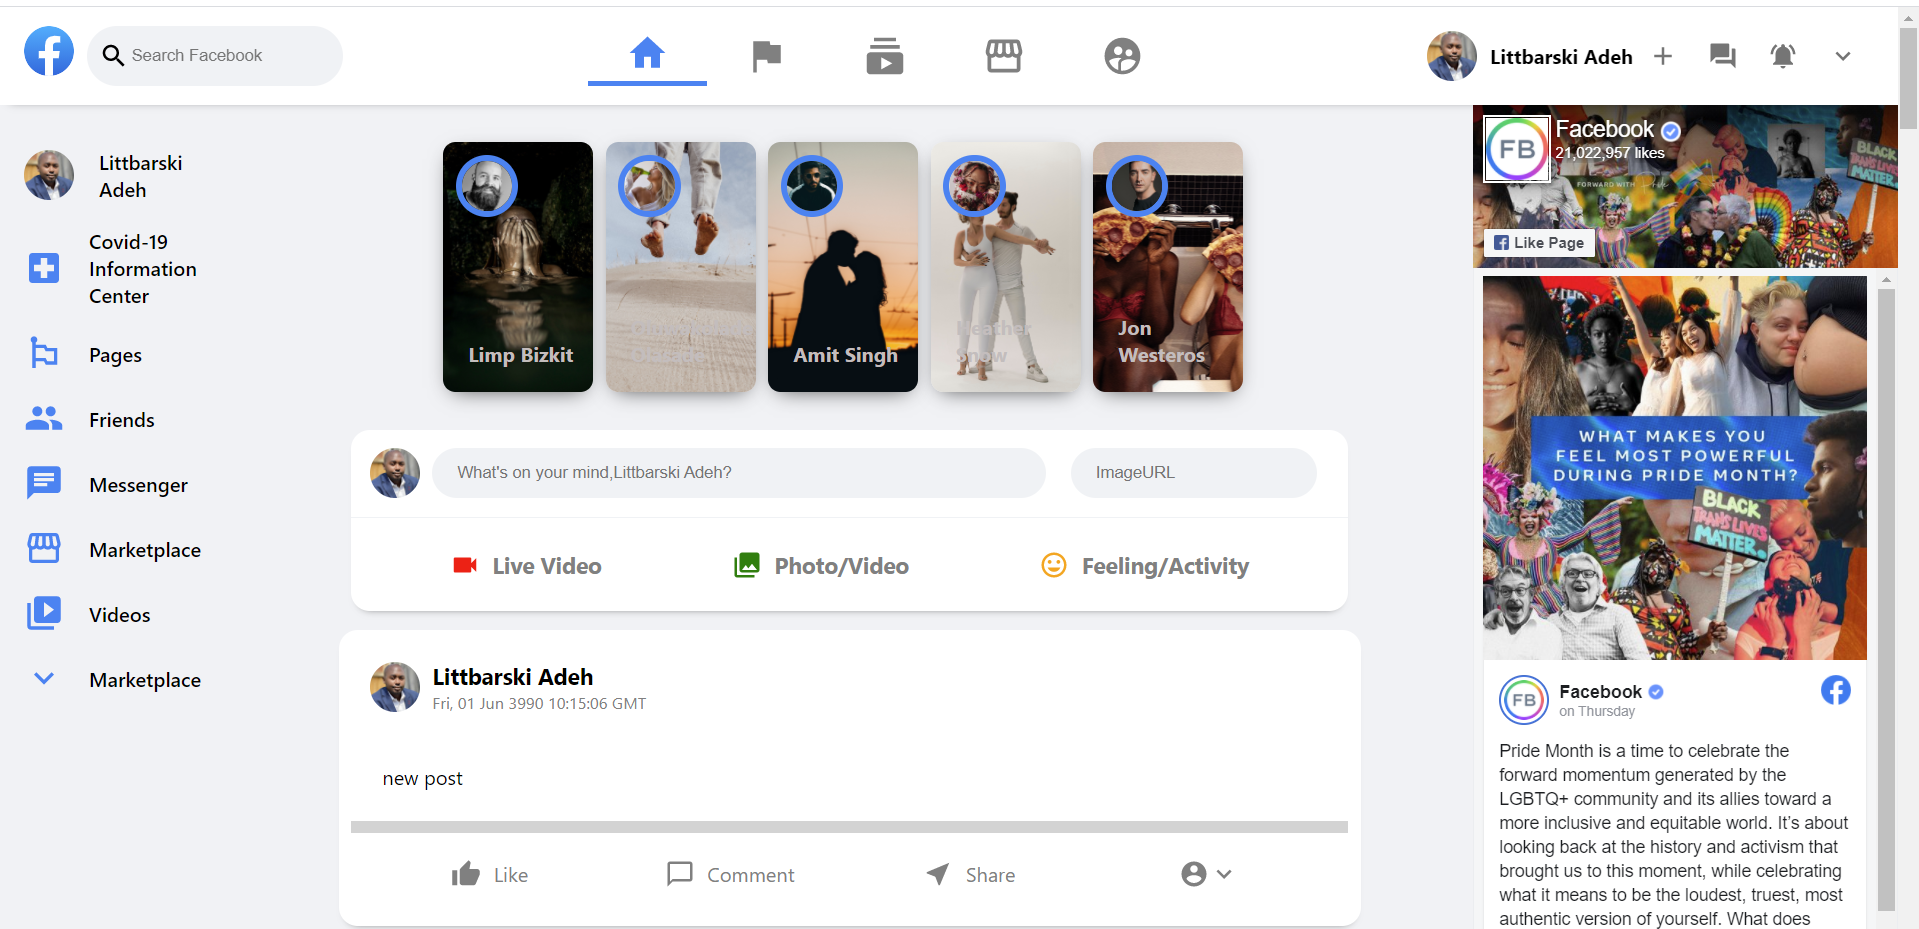 Search Facebook
Littbarski Adeh
Littbarski
Adeh
Covid-19
Information
Center
Pages
Friends
Messenger
Marketplace
Videos
Marketplace
Limp Bizkit
Amit Singh
Heather
Snow
Jon
Westeros
What's on your mind,Littbarski Adeh?
ImageURL
Live Video
Photo/Video
Feeling/Activity
Littbarski Adeh
Fri, 01 Jun 3990 10:15:06 GMT
new post
Like
Comment
Share
FB
Facebook
21,022,957 likes
FORWARD WITH Pride
BLACK
TRANS LIVES
MATTER.
Like Page
WHAT MAKES YOU
FEEL MOST POWERFUL
DURING PRIDE MONTH?
BLACK
TRANS LIVES
MATTER.
FB
Facebook
on Thursday
Pride Month is a time to celebrate the
forward momentum generated by the
LGBTQ+ community and its allies toward a
more inclusive and equitable world. It’s about
looking back at the history and activism that
brought us to this moment, while celebrating
what it means to be the loudest, truest, most
authentic version of yourself. What does